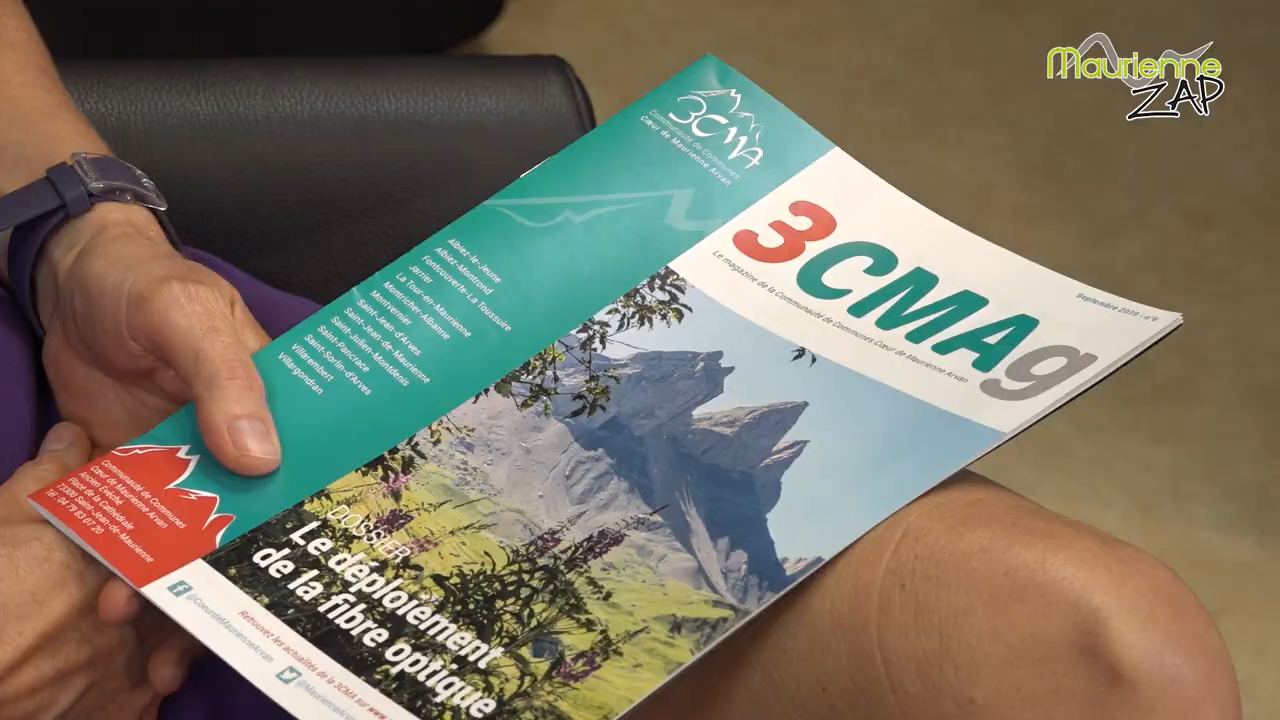 Maurienne
ZAP
3CMA
Communauté de Communes
Cœur de Maurienne Arvan
3CMAg
Le magazine de la Communauté de Communes Cœur de Maurienne Arvan
Septembre 2019 - n°8
Albiez-le-Jeune
Albiez-Montrond
Fontcouverte-La Toussuire
Jarrier
La Tour-en-Maurienne
Montricher-Albanne
Montvernier
Saint-Jean-d'Arves
Saint-Jean-de-Maurienne
Saint-Julien-Montdenis
Saint-Pancrace
Saint-Sorlin-d'Arves
Villarembert
Villargondran
Communauté de Communes
Cœur de Maurienne Arvan
Ancien Evêché
Place de la Cathédrale
73300 Saint-Jean-de-Maurienne
Tél. 04 79 83 07 20
DOSSIER
Le déploiement
de la fibre optique
Retrouvez les actualités de la 3CMA sur www.
@CoeurdeMaurienneArvan